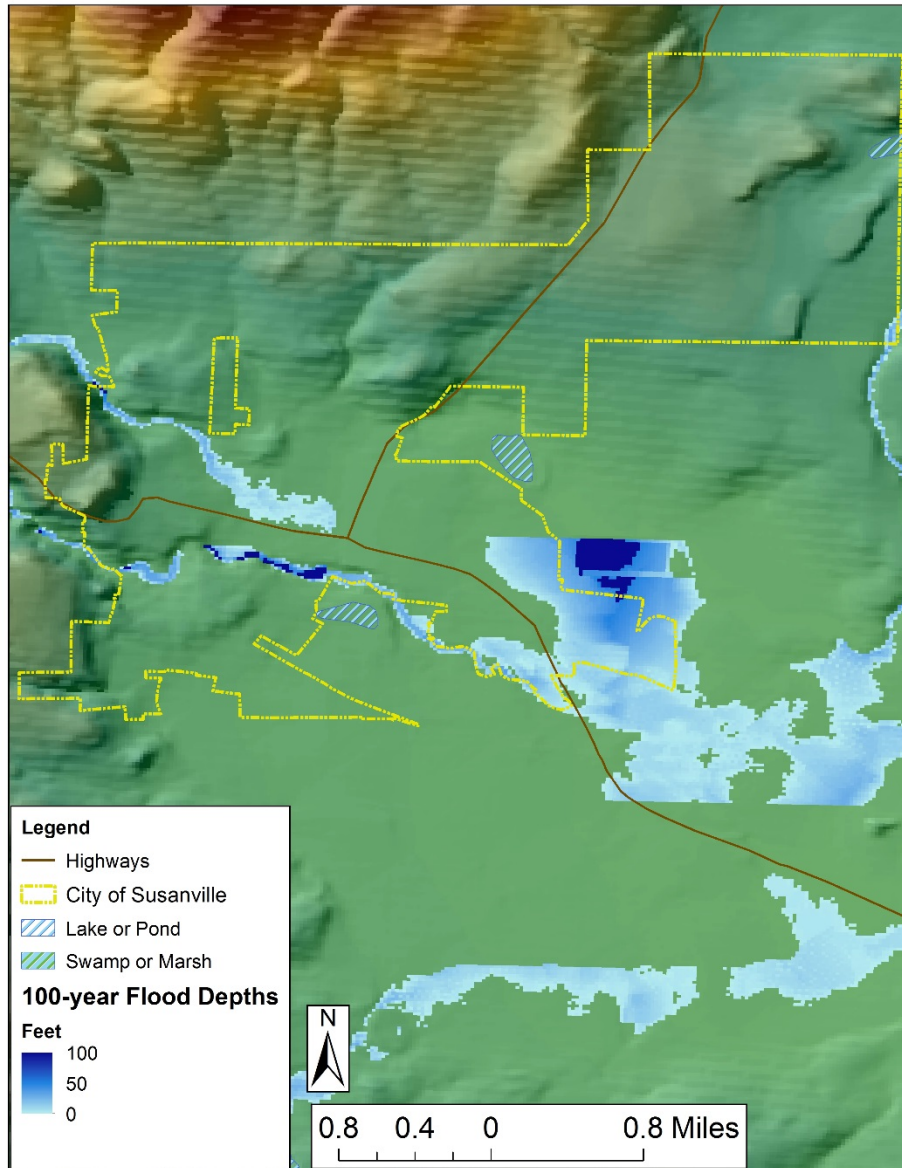 Legend
Highways
City of Susanville
Lake or Pond
Swamp or Marsh
100-year Flood Depths
Feet
100
50
0
N
0.8 0.4 0 0.8 Miles